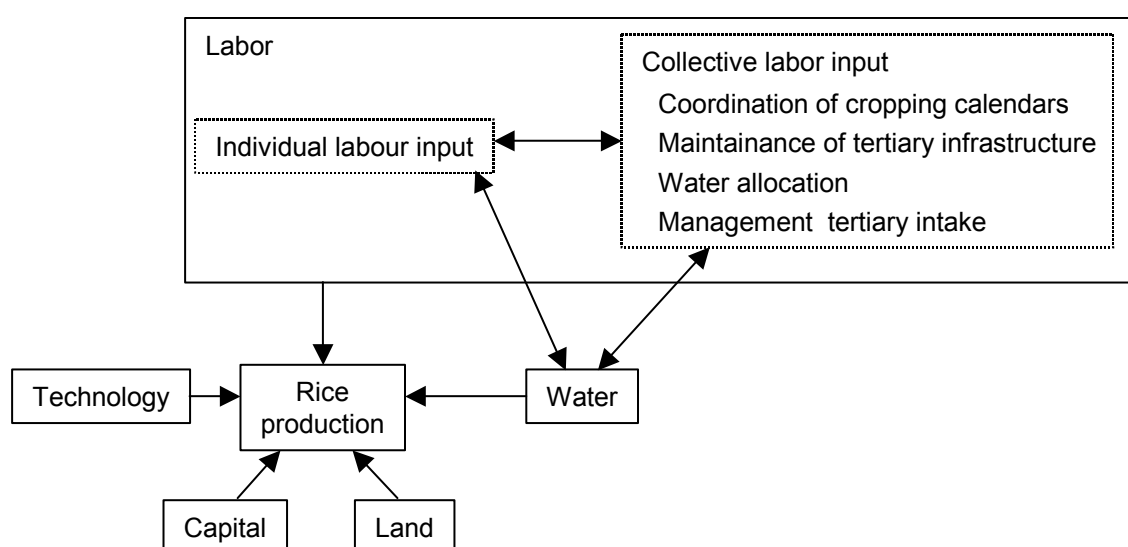 Labor
Collective labor input
Coordination of cropping calendars
Individual labour input
Maintainance of tertiary infrastructure
Water allocation
Management tertiary intake
Technology
Rice
production
Water
Capital
Land